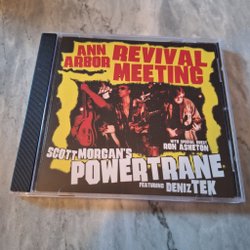 ANN ARBOR REVIVAL MEETING
WITH SPECIAL GUEST
RON ASHETON
SCOTT MORGAN'S
POWERTRANE
FEATURING DENIZ TEK